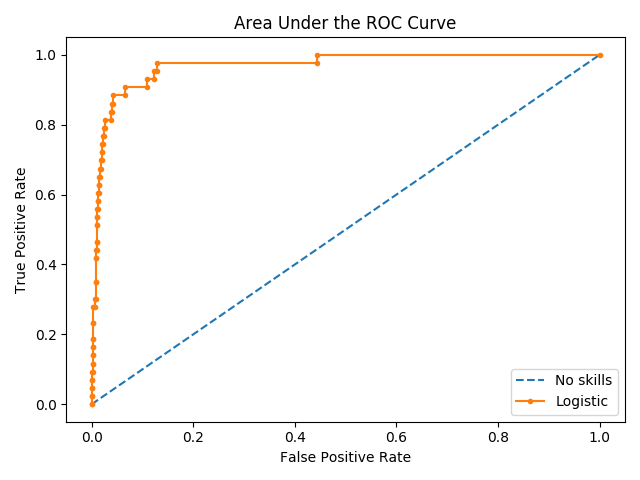 Area Under the ROC Curve
True Positive Rate
1.0
0.8
0.6
0.4
0.2
0.0
No skills
Logistic
0.0 0.2 0.4 0.6 0.8 1.0
False Positive Rate